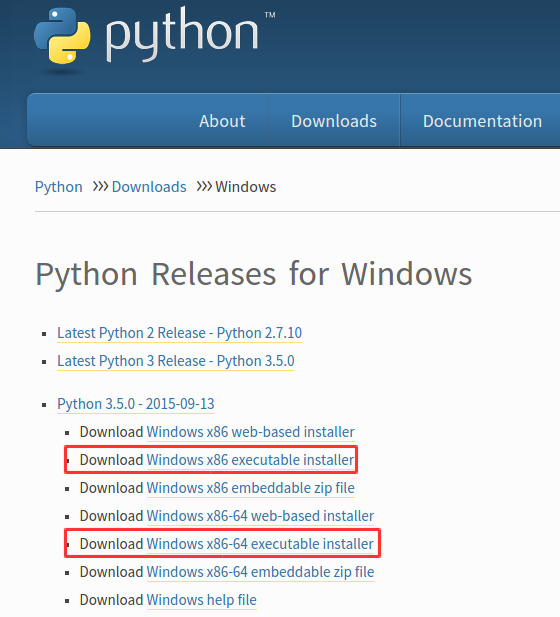 python™
About Downloads Documentation
Python >>> Downloads >>> Windows
Python Releases for Windows
Latest Python 2 Release - Python 2.7.10
Latest Python 3 Release - Python 3.5.0
Python 3.5.0 - 2015-09-13
Download Windows x86 web-based installer
Download Windows x86 executable installer
Download Windows x86 embeddable zip file
Download Windows x86-64 web-based installer
Download Windows x86-64 executable installer
Download Windows x86-64 embeddable zip file
Download Windows help file